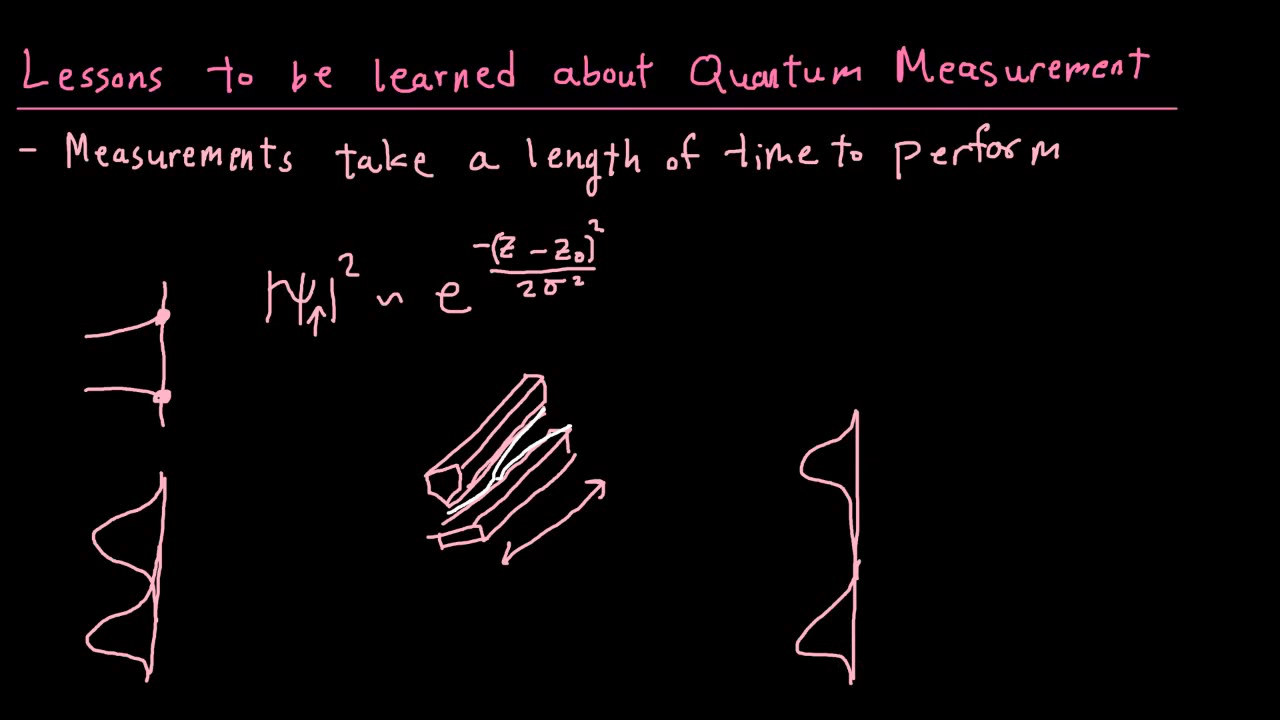 Lessons to be learned about Quantum Measurement
- Measurements take a length of time to perform
|ψ↑|² ~ e^(-(z - z₀)²/2σ²)